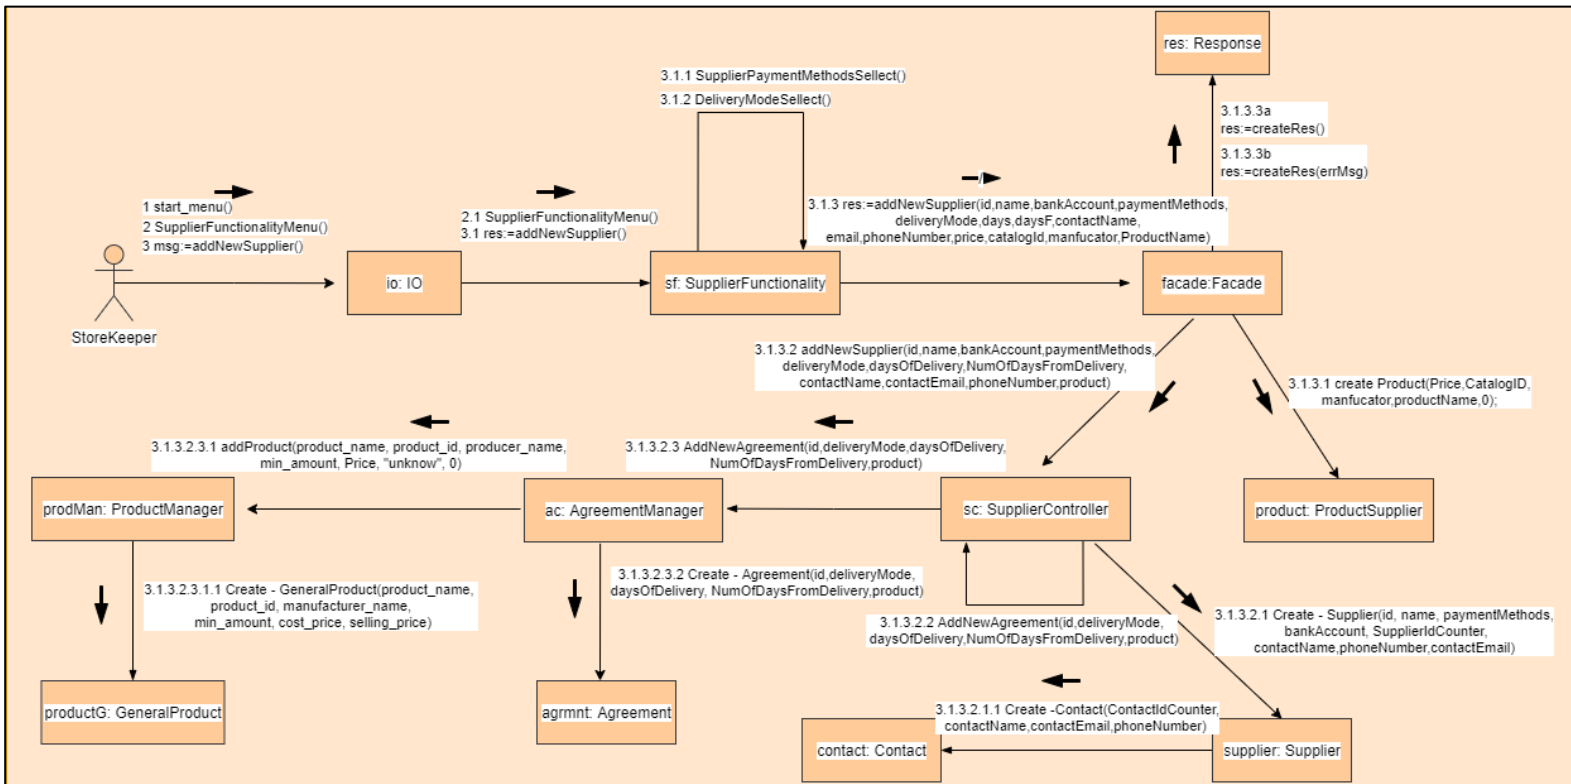 res: Response
3.1.1 SupplierPaymentMethodsSellect()
3.1.2 DeliveryModeSellect()
3.1.3.3a
res:=createRes()
3.1.3.3b
res:=createRes(errMsg)
1 start_menu()
2 SupplierFunctionalityMenu()
3 msg:=addNewSupplier()
2.1 SupplierFunctionalityMenu()
3.1 res:=addNewSupplier()
3.1.3 res:=addNewSupplier(id,name,bankAccount,paymentMethods,
deliveryMode,days,daysF,contactName,
email,phoneNumber,price,catalogId,manfucator,ProductName)
StoreKeeper
io: IO
sf: SupplierFunctionality
facade:Facade
3.1.3.2 addNewSupplier(id,name,bankAccount,paymentMethods,
deliveryMode,daysOfDelivery,NumOfDaysFromDelivery,
contactName,contactEmail,phoneNumber,product)
3.1.3.1 create Product(Price,CatalogID,
manfucator,productName,0);
3.1.3.2.3.1 addProduct(product_name, product_id, producer_name,
min_amount, Price, "unknow", 0)
3.1.3.2.3 AddNewAgreement(id,deliveryMode,daysOfDelivery,
NumOfDaysFromDelivery,product)
prodMan: ProductManager
ac: AgreementManager
sc: SupplierController
product: ProductSupplier
3.1.3.2.3.1.1 Create - GeneralProduct(product_name,
product_id, manufacturer_name,
min_amount, cost_price, selling_price)
3.1.3.2.3.2 Create - Agreement(id,deliveryMode,
daysOfDelivery, NumOfDaysFromDelivery,product)
3.1.3.2.2 AddNewAgreement(id,deliveryMode,
daysOfDelivery,NumOfDaysFromDelivery,product)
3.1.3.2.1 Create - Supplier(id, name, paymentMethods,
bankAccount, SupplierIdCounter,
contactName,phoneNumber,contactEmail)
productG: GeneralProduct
agrmnt: Agreement
3.1.3.2.1.1 Create -Contact(ContactIdCounter,
contactName,contactEmail,phoneNumber)
contact: Contact
supplier: Supplier